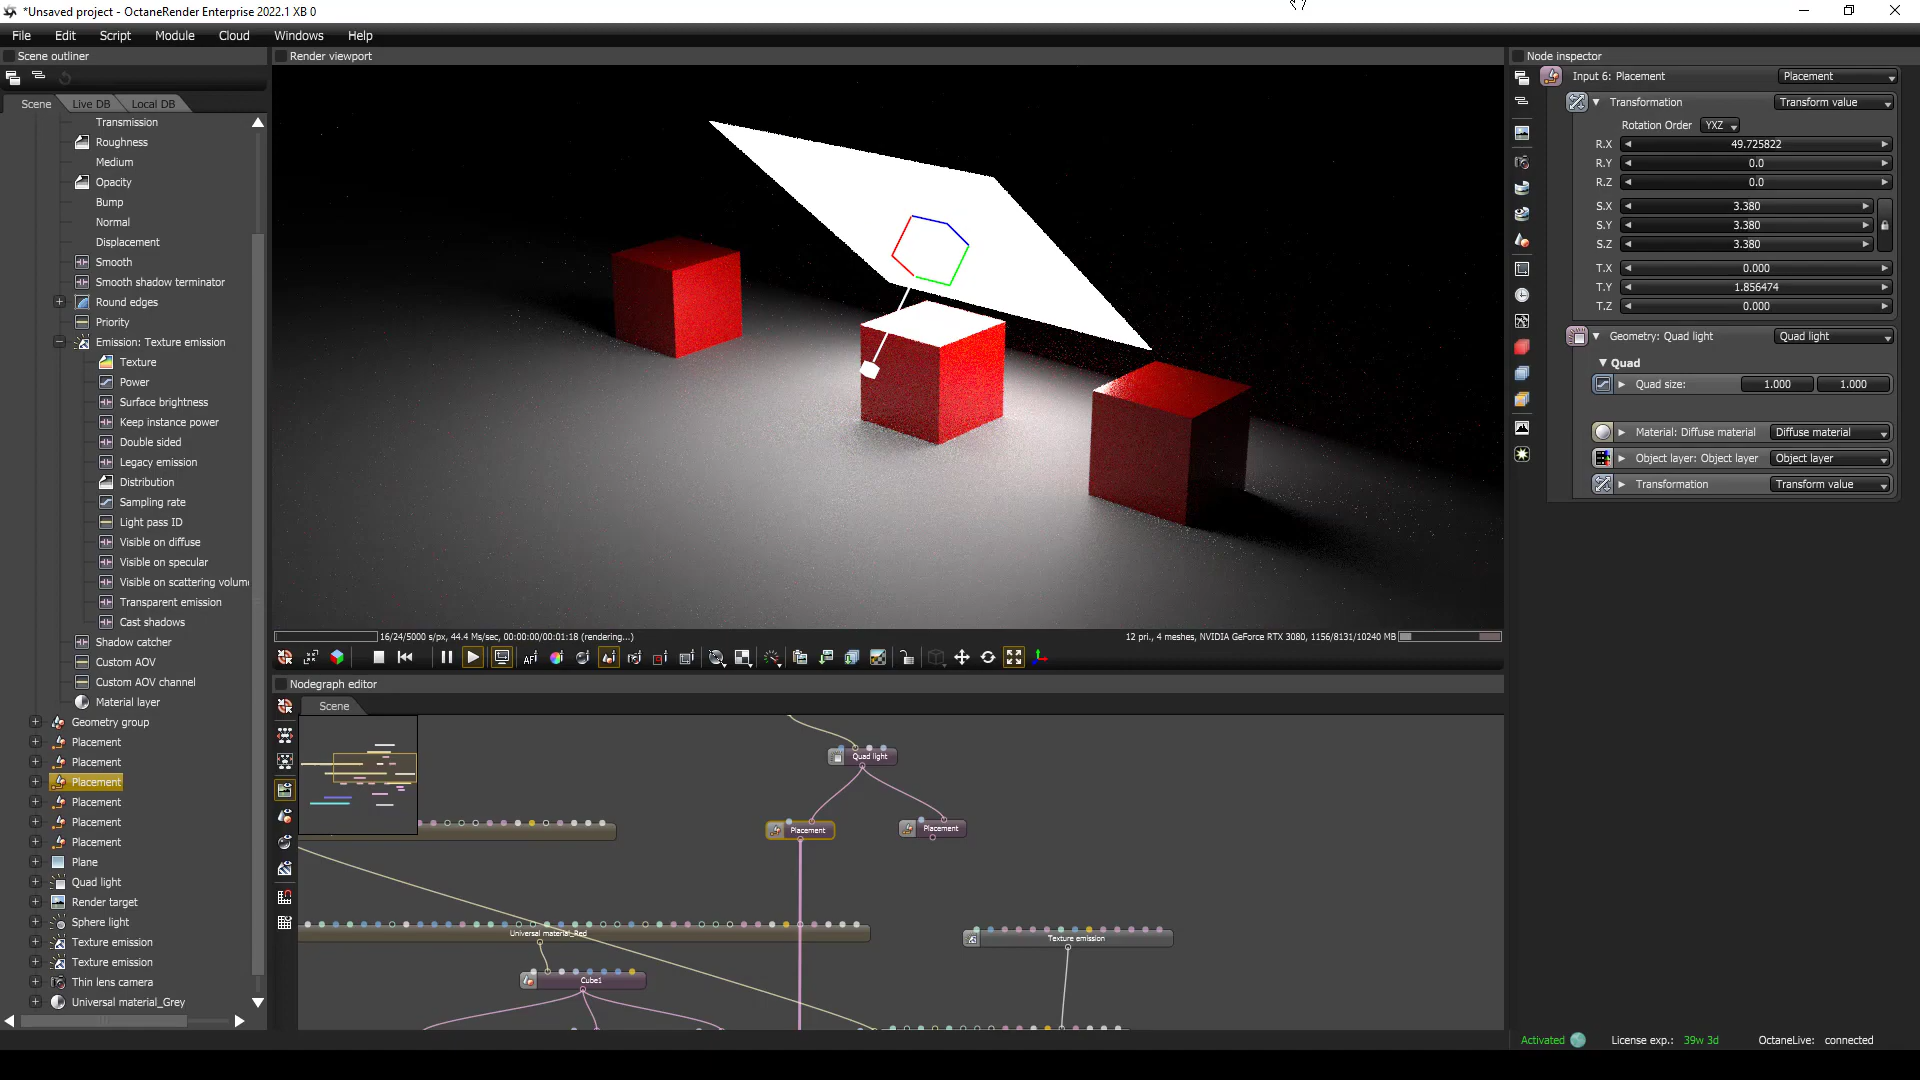 *Unsaved project - OctaneRender Enterprise 2022.1 XB 0
File Edit Script Module Cloud Windows Help
Scene outliner
Scene Live DB Local DB
Transmission
Roughness
Medium
Opacity
Bump
Normal
Displacement
Smooth
Smooth shadow terminator
Round edges
Priority
Emission: Texture emission
Texture
Power
Surface brightness
Keep instance power
Double sided
Legacy emission
Distribution
Sampling rate
Light pass ID
Visible on diffuse
Visible on specular
Visible on scattering volum
Transparent emission
Cast shadows
Shadow catcher
Custom AOV
Custom AOV channel
Material layer
Geometry group
Placement
Placement
Placement
Placement
Placement
Placement
Plane
Quad light
Render target
Sphere light
Texture emission
Texture emission
Thin lens camera
Universal material_Grey
Render viewport
16/24/5000 s/px, 44.4 Ms/sec, 00:00:00/00:01:18 (rendering...)
12 pri., 4 meshes, NVIDIA GeForce RTX 3080, 1156/8131/10240 MB
AF
Nodegraph editor
Scene
Quad light
Placement
Placement
Universal material_Red
Texture emission
Cube1
Node inspector
Input 6: Placement Placement
Transformation Transform value
Rotation Order YXZ
R.X 49.725822
R.Y 0.0
R.Z 0.0
S.X 3.380
S.Y 3.380
S.Z 3.380
T.X 0.000
T.Y 1.856474
T.Z 0.000
Geometry: Quad light Quad light
Quad
Quad size: 1.000 1.000
Material: Diffuse material Diffuse material
Object layer: Object layer Object layer
Transformation Transform value
Activated License exp.: 39w 3d OctaneLive: connected